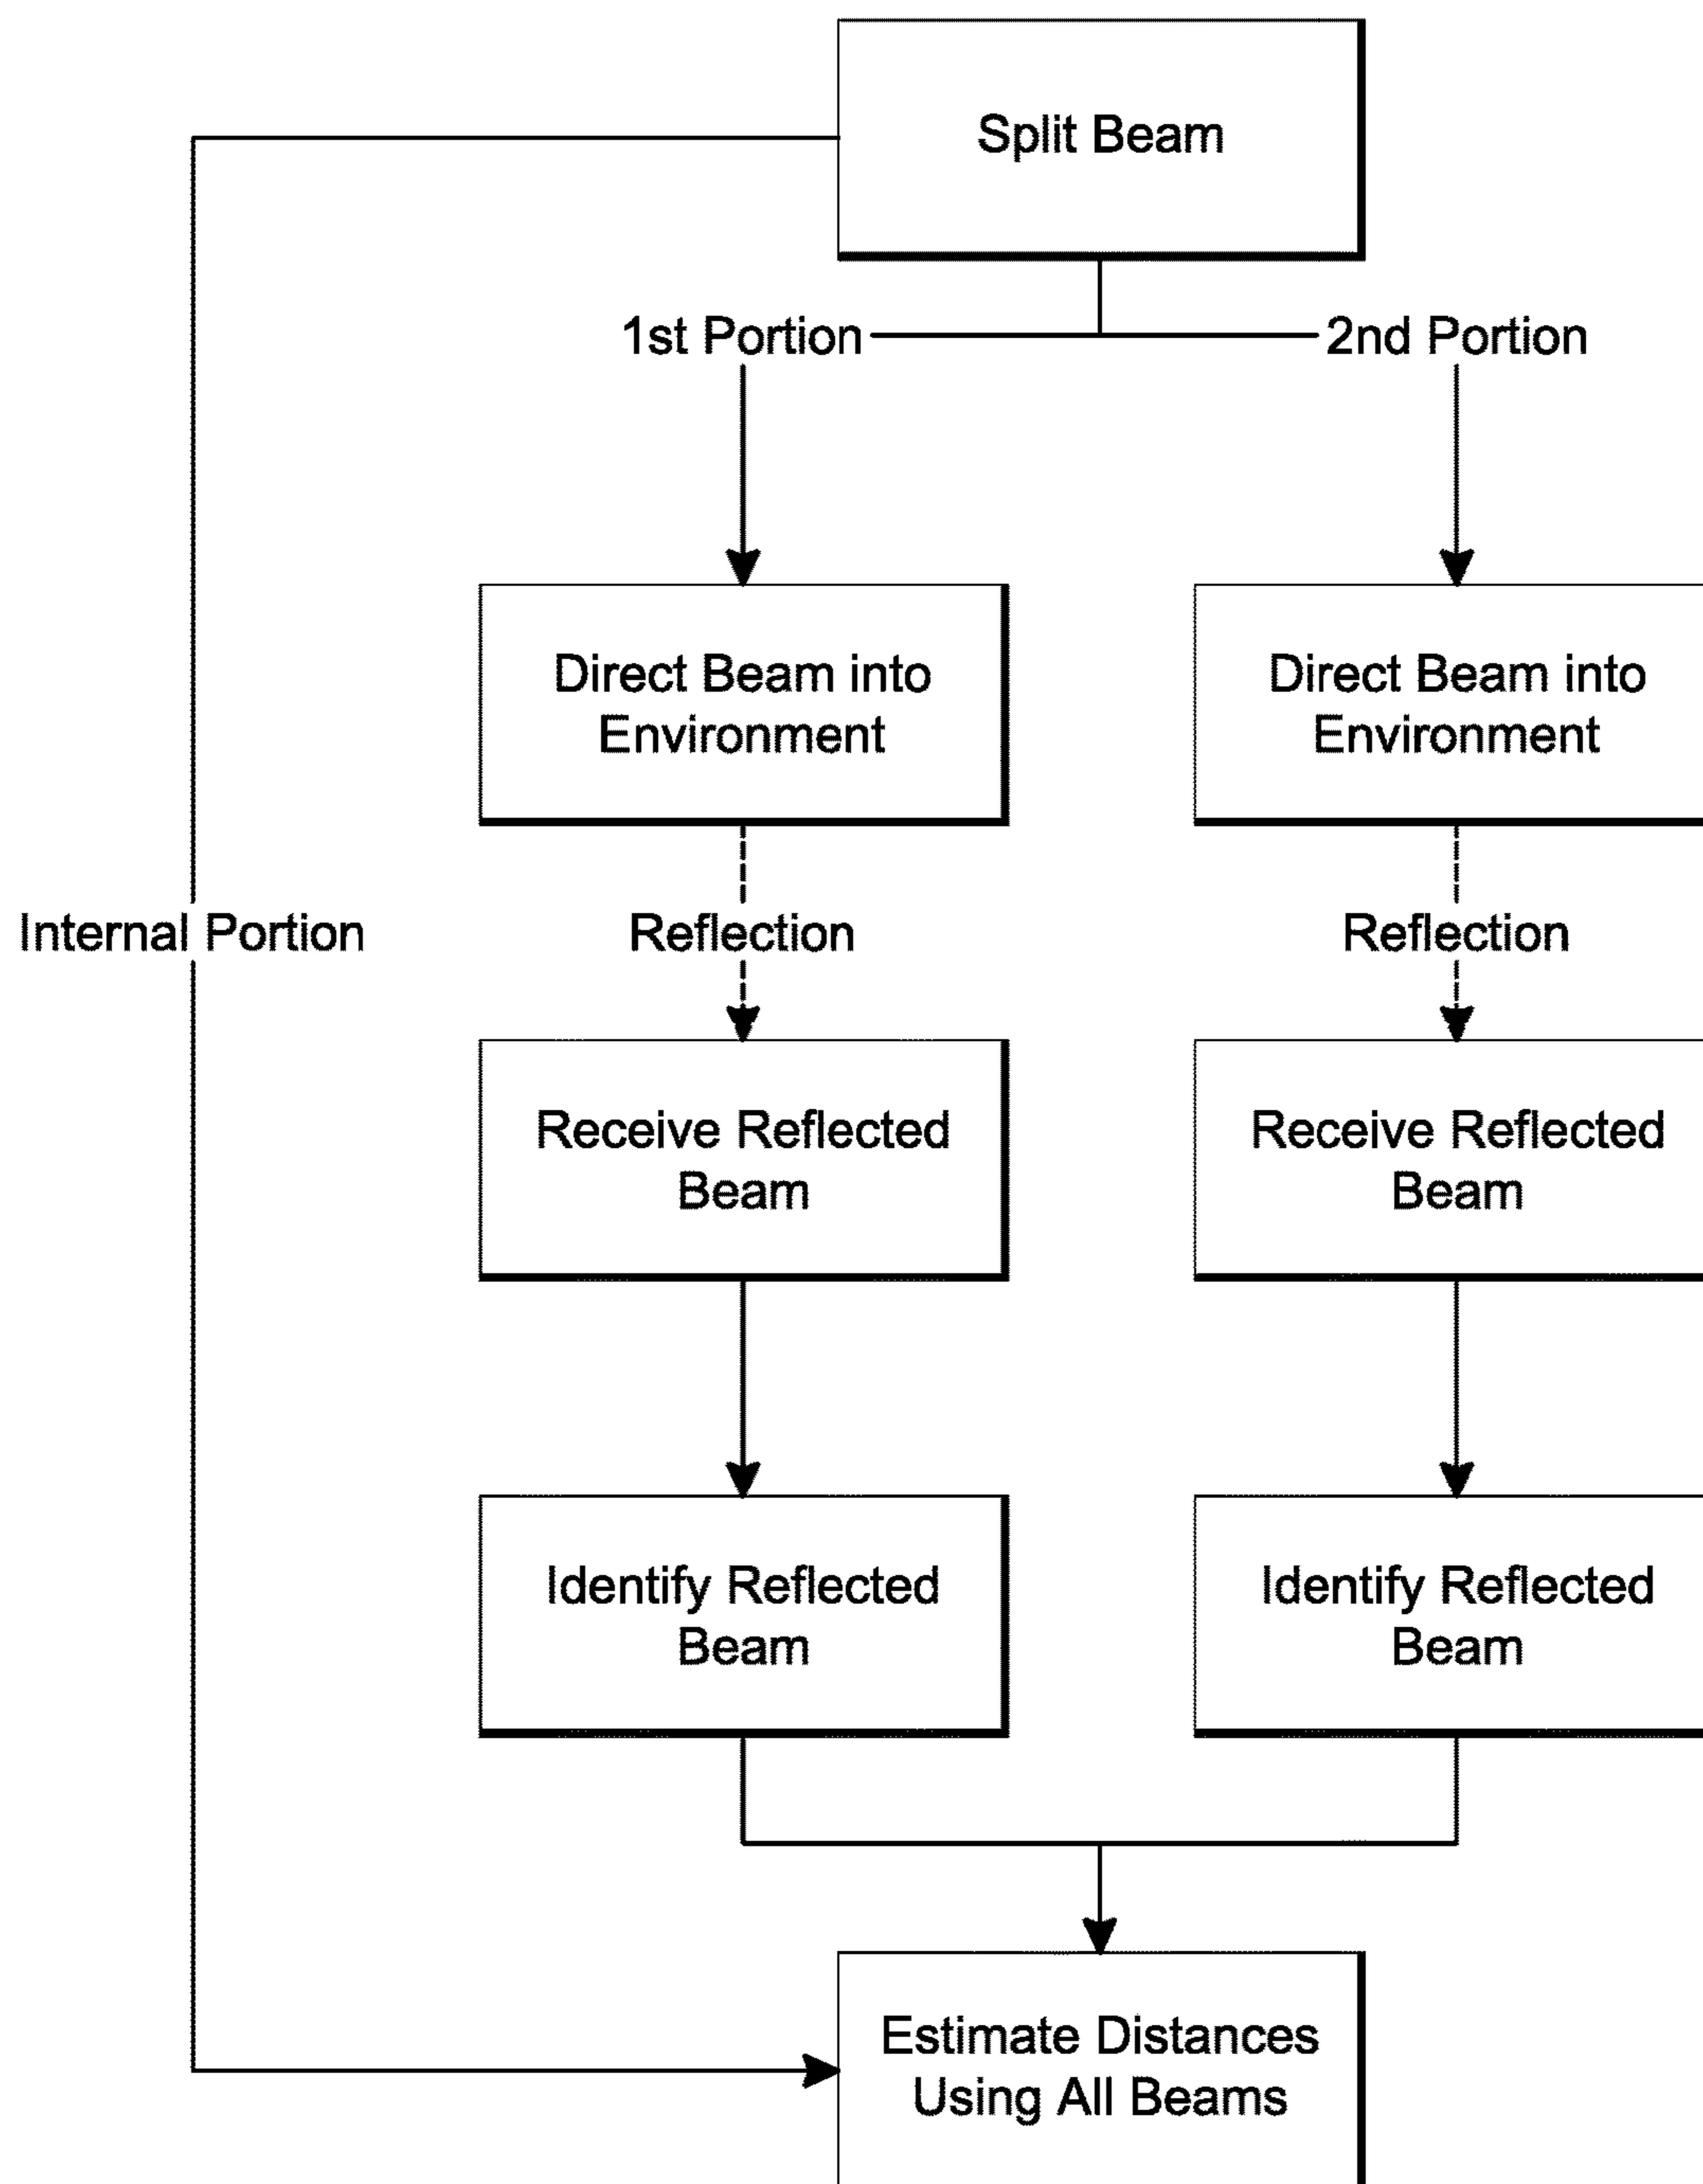 Split Beam
1st Portion
2nd Portion
Direct Beam into
Environment
Direct Beam into
Environment
Internal Portion
Reflection
Reflection
Receive Reflected
Beam
Receive Reflected
Beam
Identify Reflected
Beam
Identify Reflected
Beam
Estimate Distances
Using All Beams